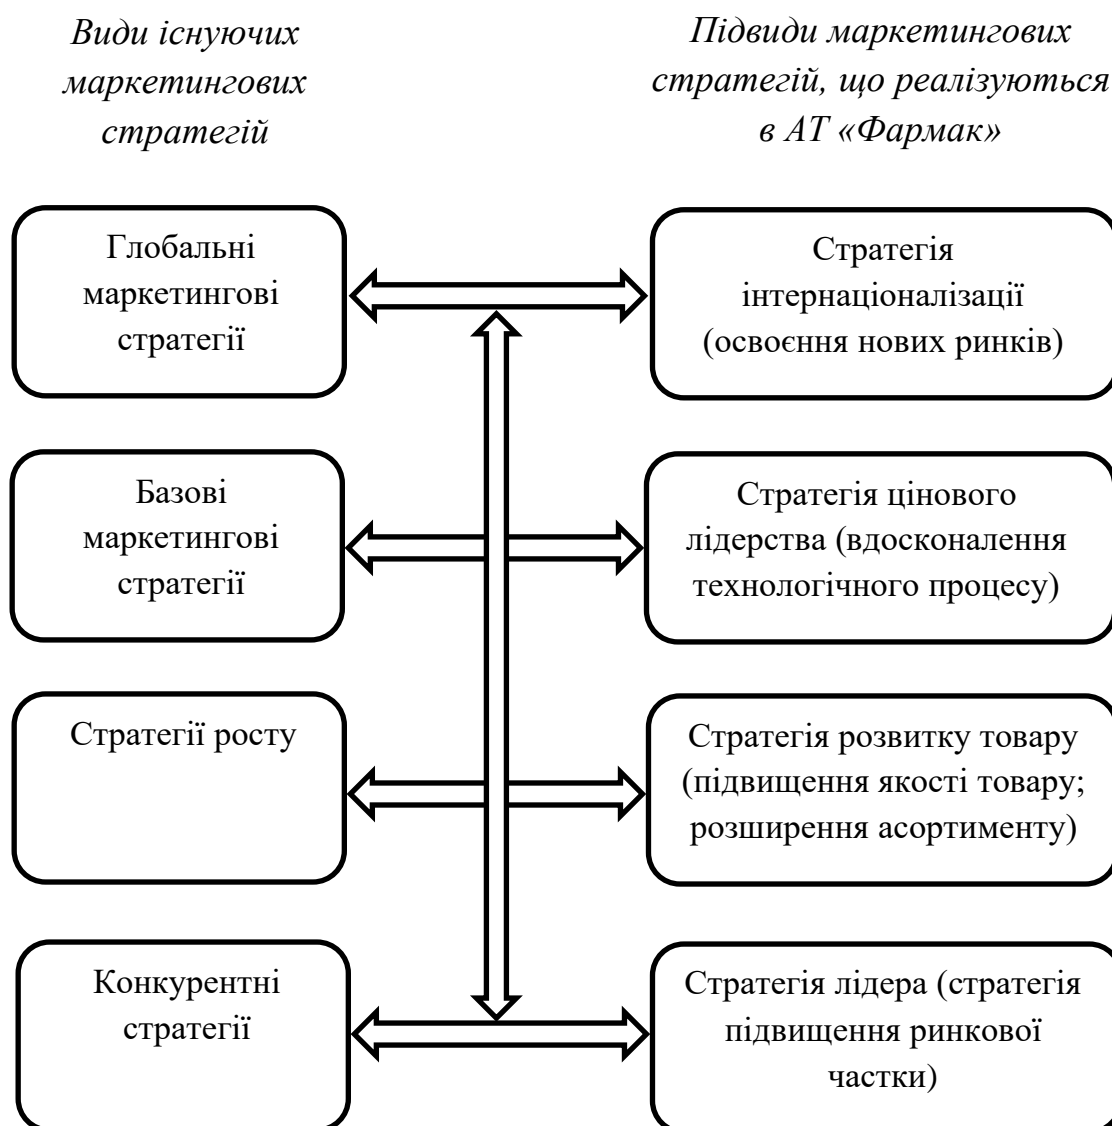 Види існуючих
маркетингових
стратегій
Підвиди маркетингових
стратегій, що реалізуються
в АТ «Фармак»
Глобальні
маркетингові
стратегії
Стратегія
інтернаціоналізації
(освоєння нових ринків)
Базові
маркетингові
стратегії
Стратегія цінового
лідерства (вдосконалення
технологічного процесу)
Стратегії росту
Стратегія розвитку товару
(підвищення якості товару;
розширення асортименту)
Конкурентні
стратегії
Стратегія лідера (стратегія
підвищення ринкової
частки)